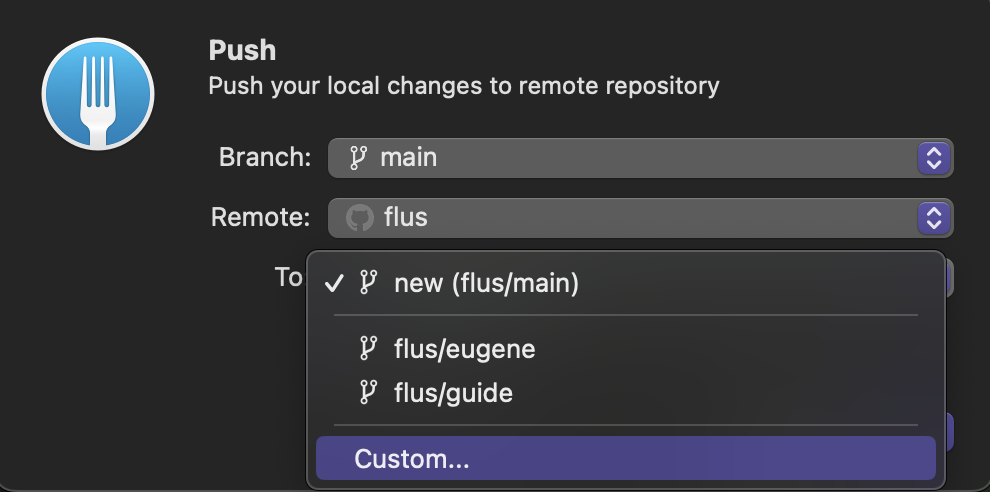 Push
Push your local changes to remote repository
Branch: main
Remote: flus
To
new (flus/main)
flus/eugene
flus/guide
Custom...